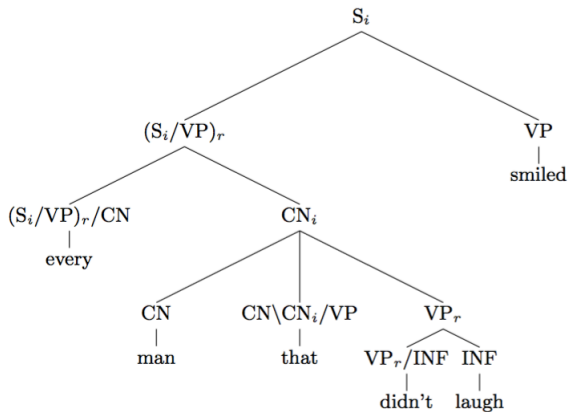 S_i
(S_i/VP)_r VP
smiled
(S_i/VP)_r/CN CN_i
every
CN CN\CN_i/VP VP_r
man that VP_r/INF INF
didn't laugh